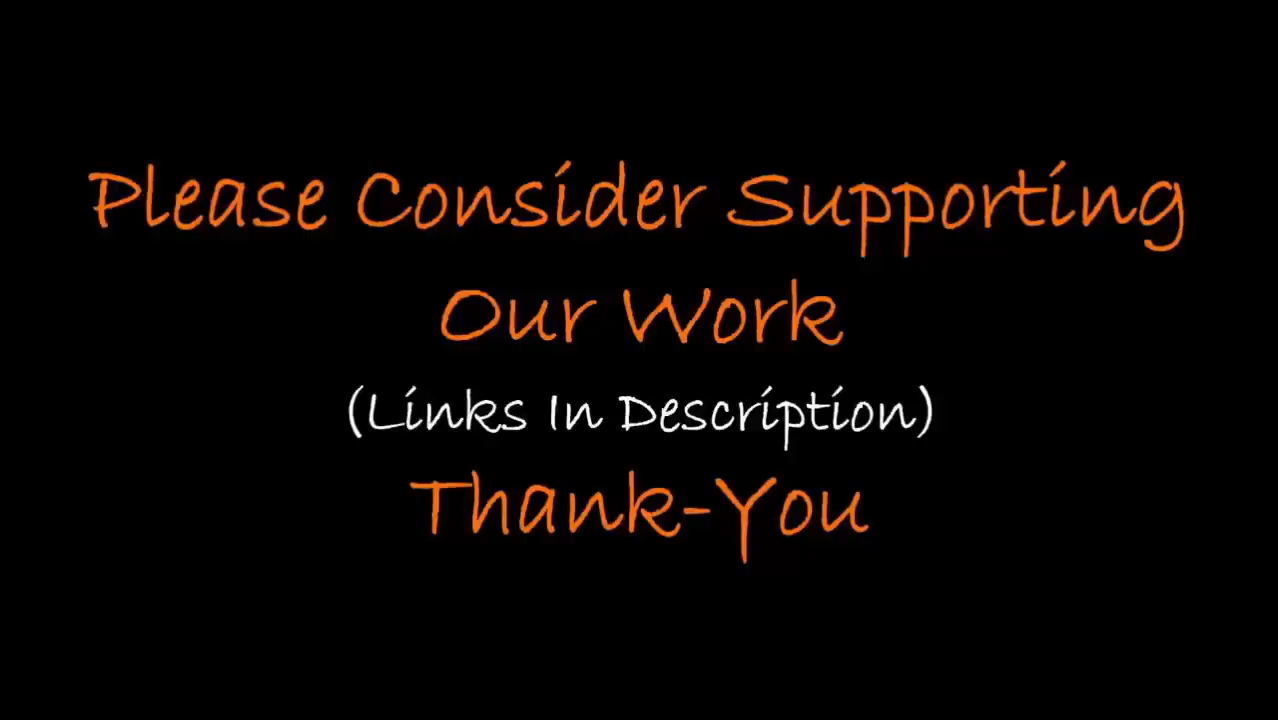 Please Consider Supporting
Our Work
(Links In Description)
Thank-You